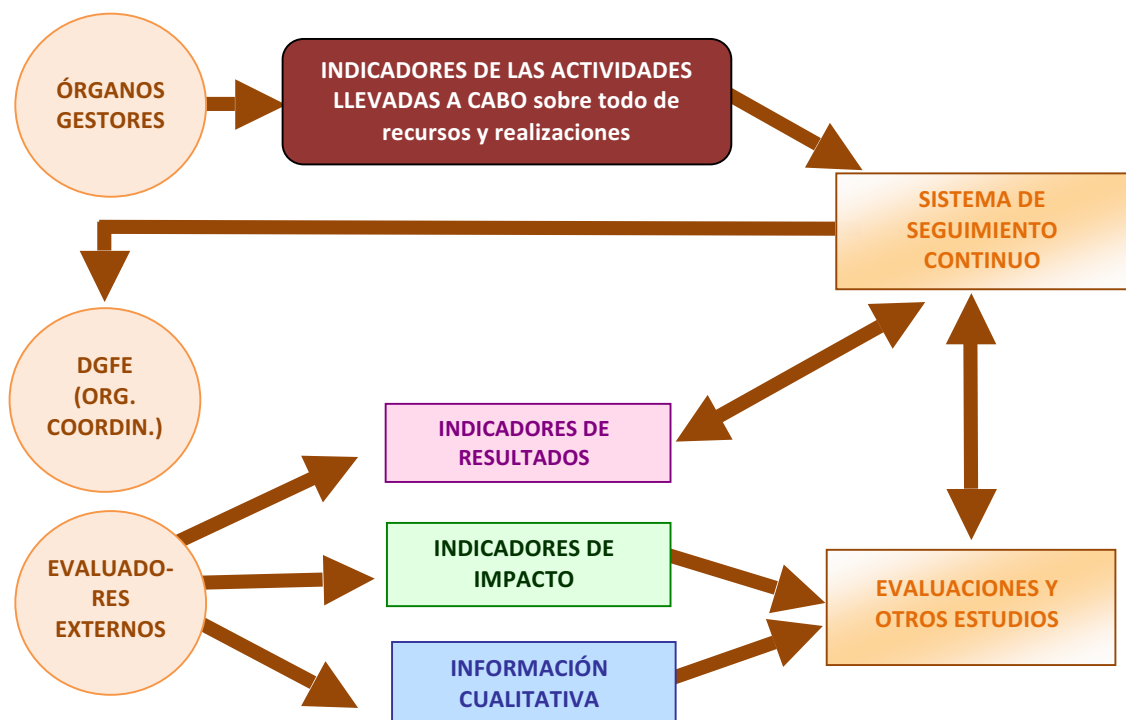 ÓRGANOS
GESTORES
INDICADORES DE LAS ACTIVIDADES
LLEVADAS A CABO sobre todo de
recursos y realizaciones
SISTEMA DE
SEGUIMIENTO
CONTINUO
DGFE
(ORG.
COORDIN.)
INDICADORES DE
RESULTADOS
EVALUADO-
RES
EXTERNOS
INDICADORES DE
IMPACTO
EVALUACIONES Y
OTROS ESTUDIOS
INFORMACIÓN
CUALITATIVA